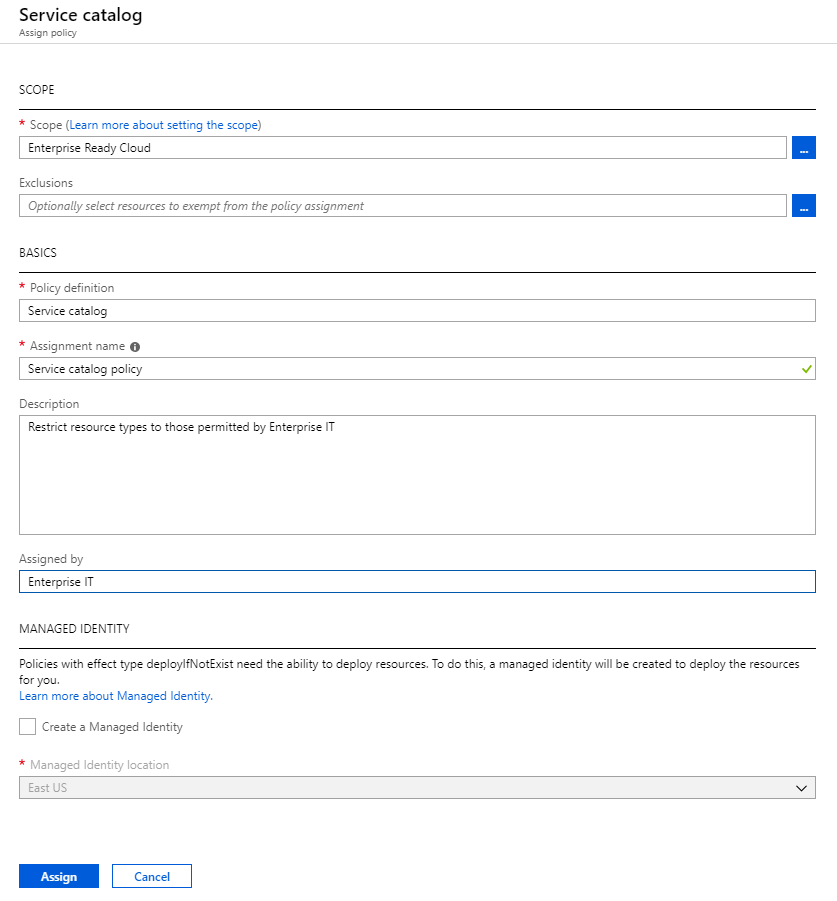 Service catalog
Assign policy
SCOPE
* Scope (Learn more about setting the scope)
Enterprise Ready Cloud
...
Exclusions
Optionally select resources to exempt from the policy assignment
...
BASICS
* Policy definition
Service catalog
* Assignment name
Service catalog policy
Description
Restrict resource types to those permitted by Enterprise IT
Assigned by
Enterprise IT
MANAGED IDENTITY
Policies with effect type deployIfNotExist need the ability to deploy resources. To do this, a managed identity will be created to deploy the resources
for you.
Learn more about Managed Identity.
Create a Managed Identity
* Managed Identity location
East US
Assign Cancel